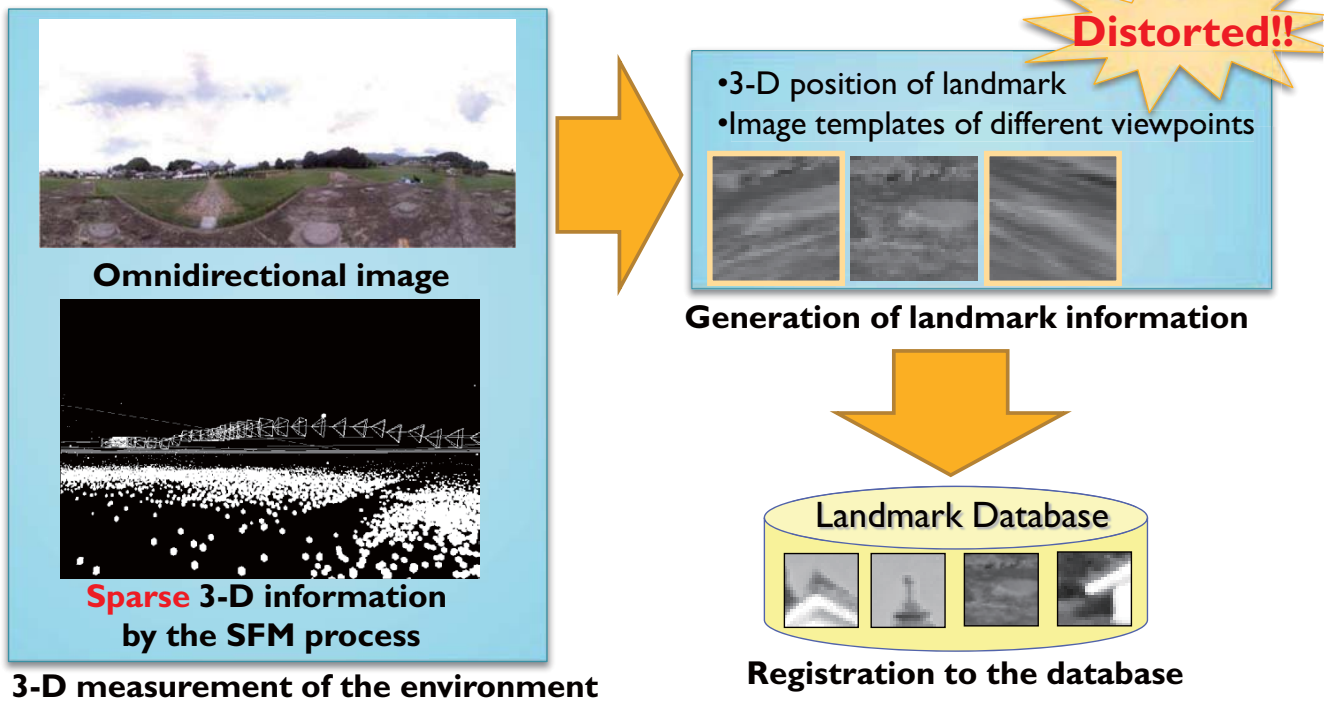 Omnidirectional image
Sparse 3-D information
by the SFM process
3-D measurement of the environment
Distorted!!
•3-D position of landmark
•Image templates of different viewpoints
Generation of landmark information
Landmark Database
Registration to the database